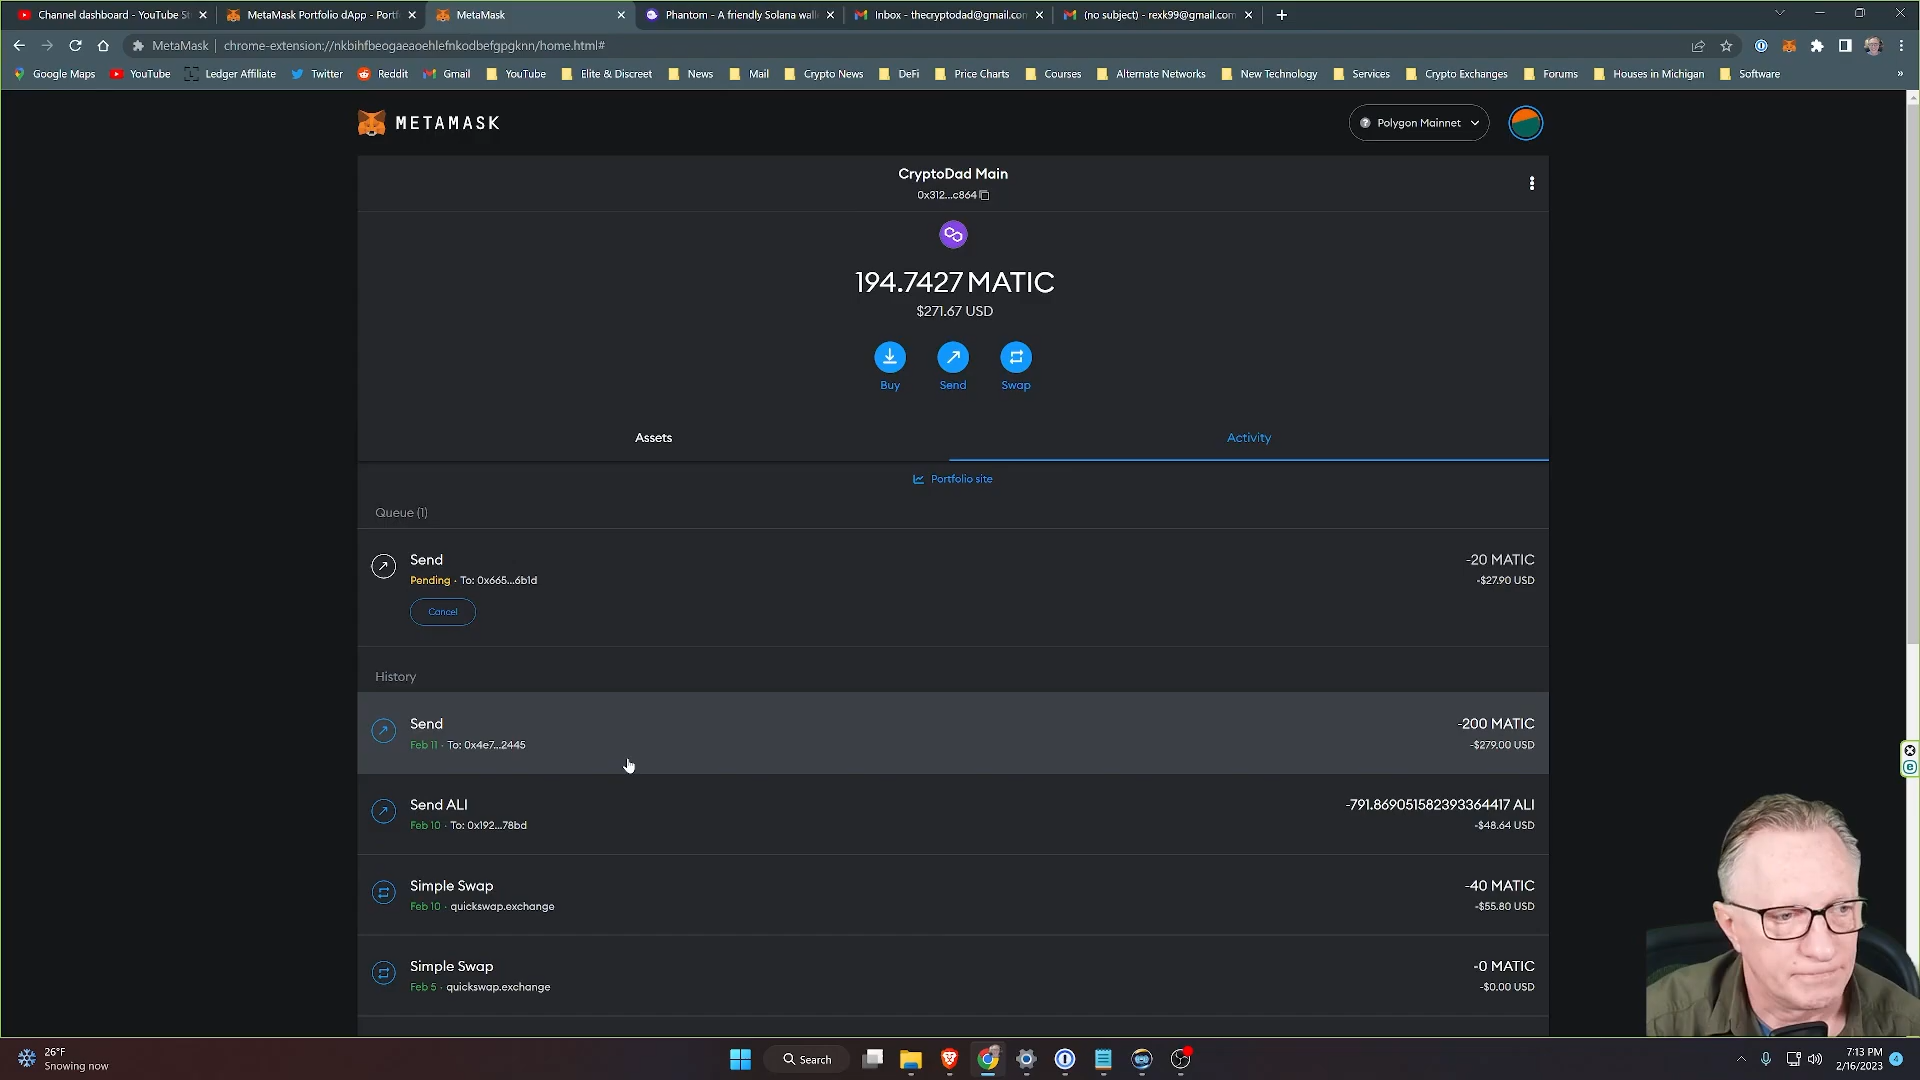 Channel dashboard - YouTube St
MetaMask Portfolio dApp - Portf
MetaMask
Phantom - A friendly Solana wall
Inbox - thecryptodad@gmail.con
(no subject) - rexk99@gmail.com
MetaMask
chrome-extension://nkbihfbeogaeaoehlefnkodbefgpgknn/home.html#
Google Maps
YouTube
Ledger Affiliate
Twitter
Reddit
Gmail
YouTube
Elite & Discreet
News
Mail
Crypto News
DeFi
Price Charts
Courses
Alternate Networks
New Technology
Services
Crypto Exchanges
Forums
Houses in Michigan
Software
»
METAMASK
? Polygon Mainnet
CryptoDad Main
0x312...c864
194.7427 MATIC
$271.67 USD
Buy
Send
Swap
Assets
Activity
Portfolio site
Queue (1)
Send
-20 MATIC
Pending · To: 0x665...6b1d
-$27.90 USD
Cancel
History
Send
-200 MATIC
Feb 11 · To: 0x4e7...2445
-$279.00 USD
Send ALI
-791.869051582393364417 ALI
Feb 10 · To: 0x192...78bd
-$48.64 USD
Simple Swap
-40 MATIC
Feb 10 · quickswap.exchange
-$55.80 USD
Simple Swap
-0 MATIC
Feb 5 · quickswap.exchange
-$0.00 USD
26°F
Snowing now
Search
7:13 PM
2/16/2023
4